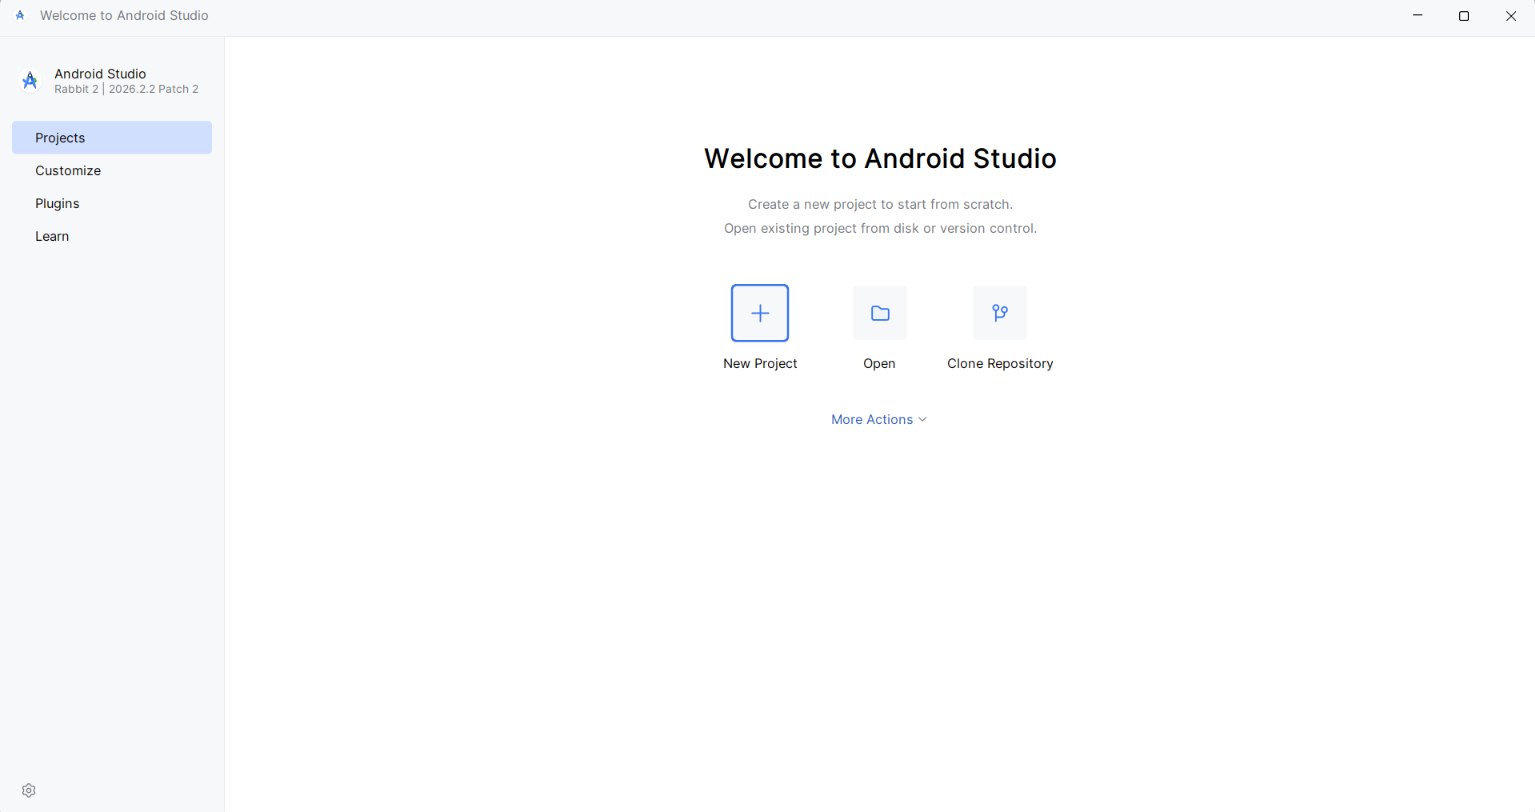 Welcome to Android Studio
Android Studio
Rabbit 2 | 2026.2.2 Patch 2
Projects
Customize
Plugins
Learn
Welcome to Android Studio
Create a new project to start from scratch.
Open existing project from disk or version control.
New Project
Open
Clone Repository
More Actions